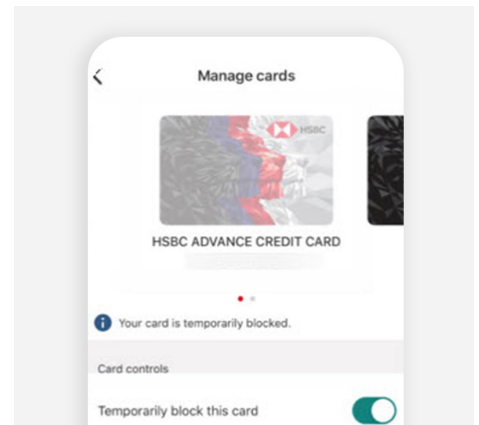 Manage cards
HSBC
HSBC ADVANCE CREDIT CARD
Your card is temporarily blocked.
Card controls
Temporarily block this card